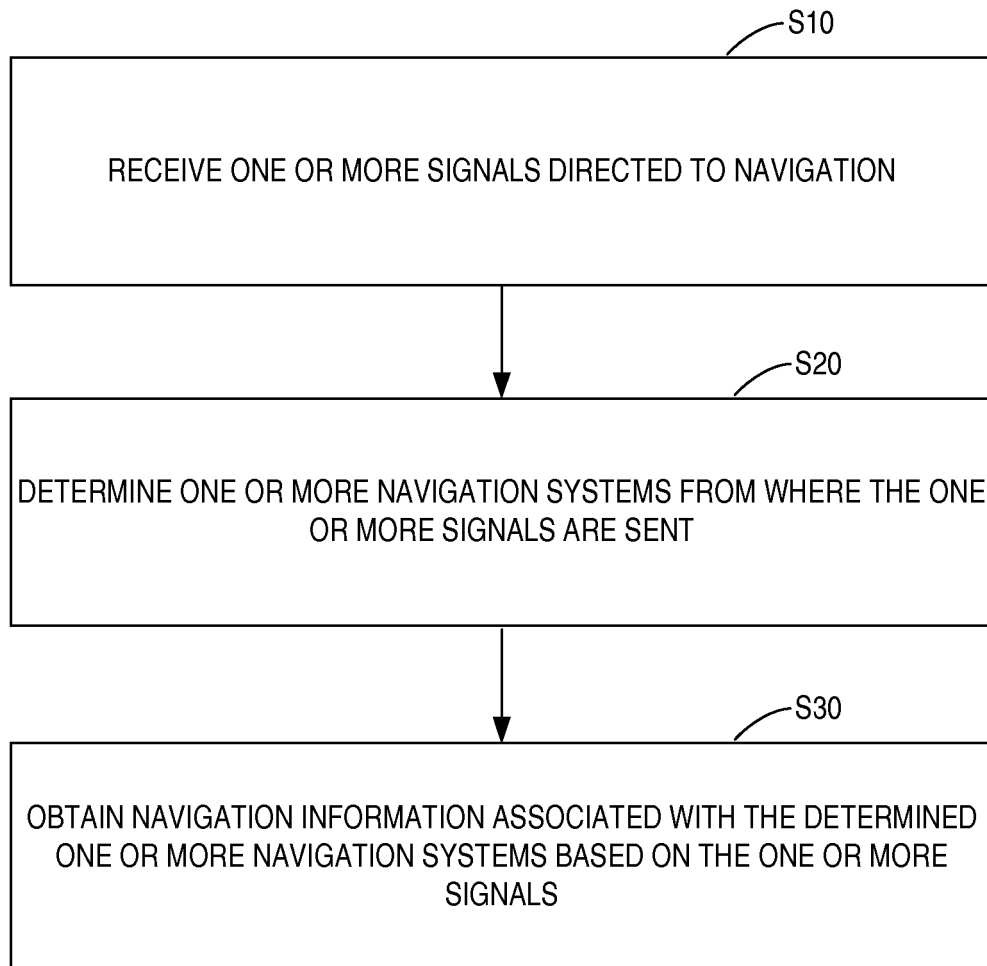 S10
RECEIVE ONE OR MORE SIGNALS DIRECTED TO NAVIGATION
S20
DETERMINE ONE OR MORE NAVIGATION SYSTEMS FROM WHERE THE ONE
OR MORE SIGNALS ARE SENT
S30
OBTAIN NAVIGATION INFORMATION ASSOCIATED WITH THE DETERMINED
ONE OR MORE NAVIGATION SYSTEMS BASED ON THE ONE OR MORE
SIGNALS